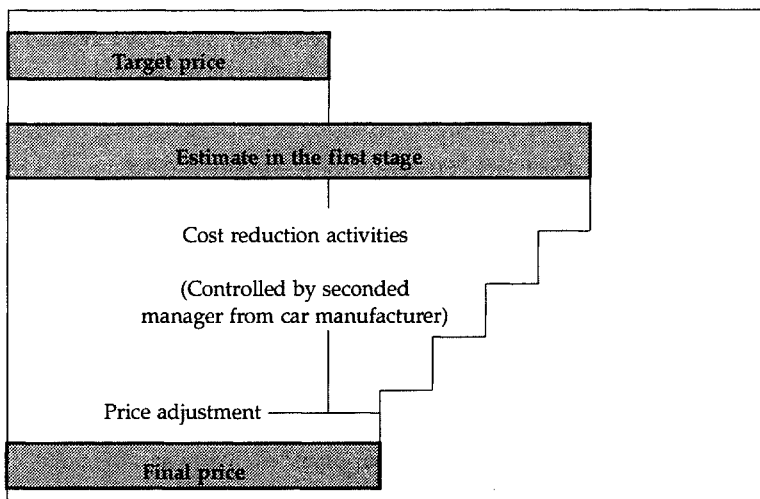 Target price
Estimate in the first stage
Cost reduction activities
(Controlled by seconded
manager from car manufacturer)
Price adjustment
Final price